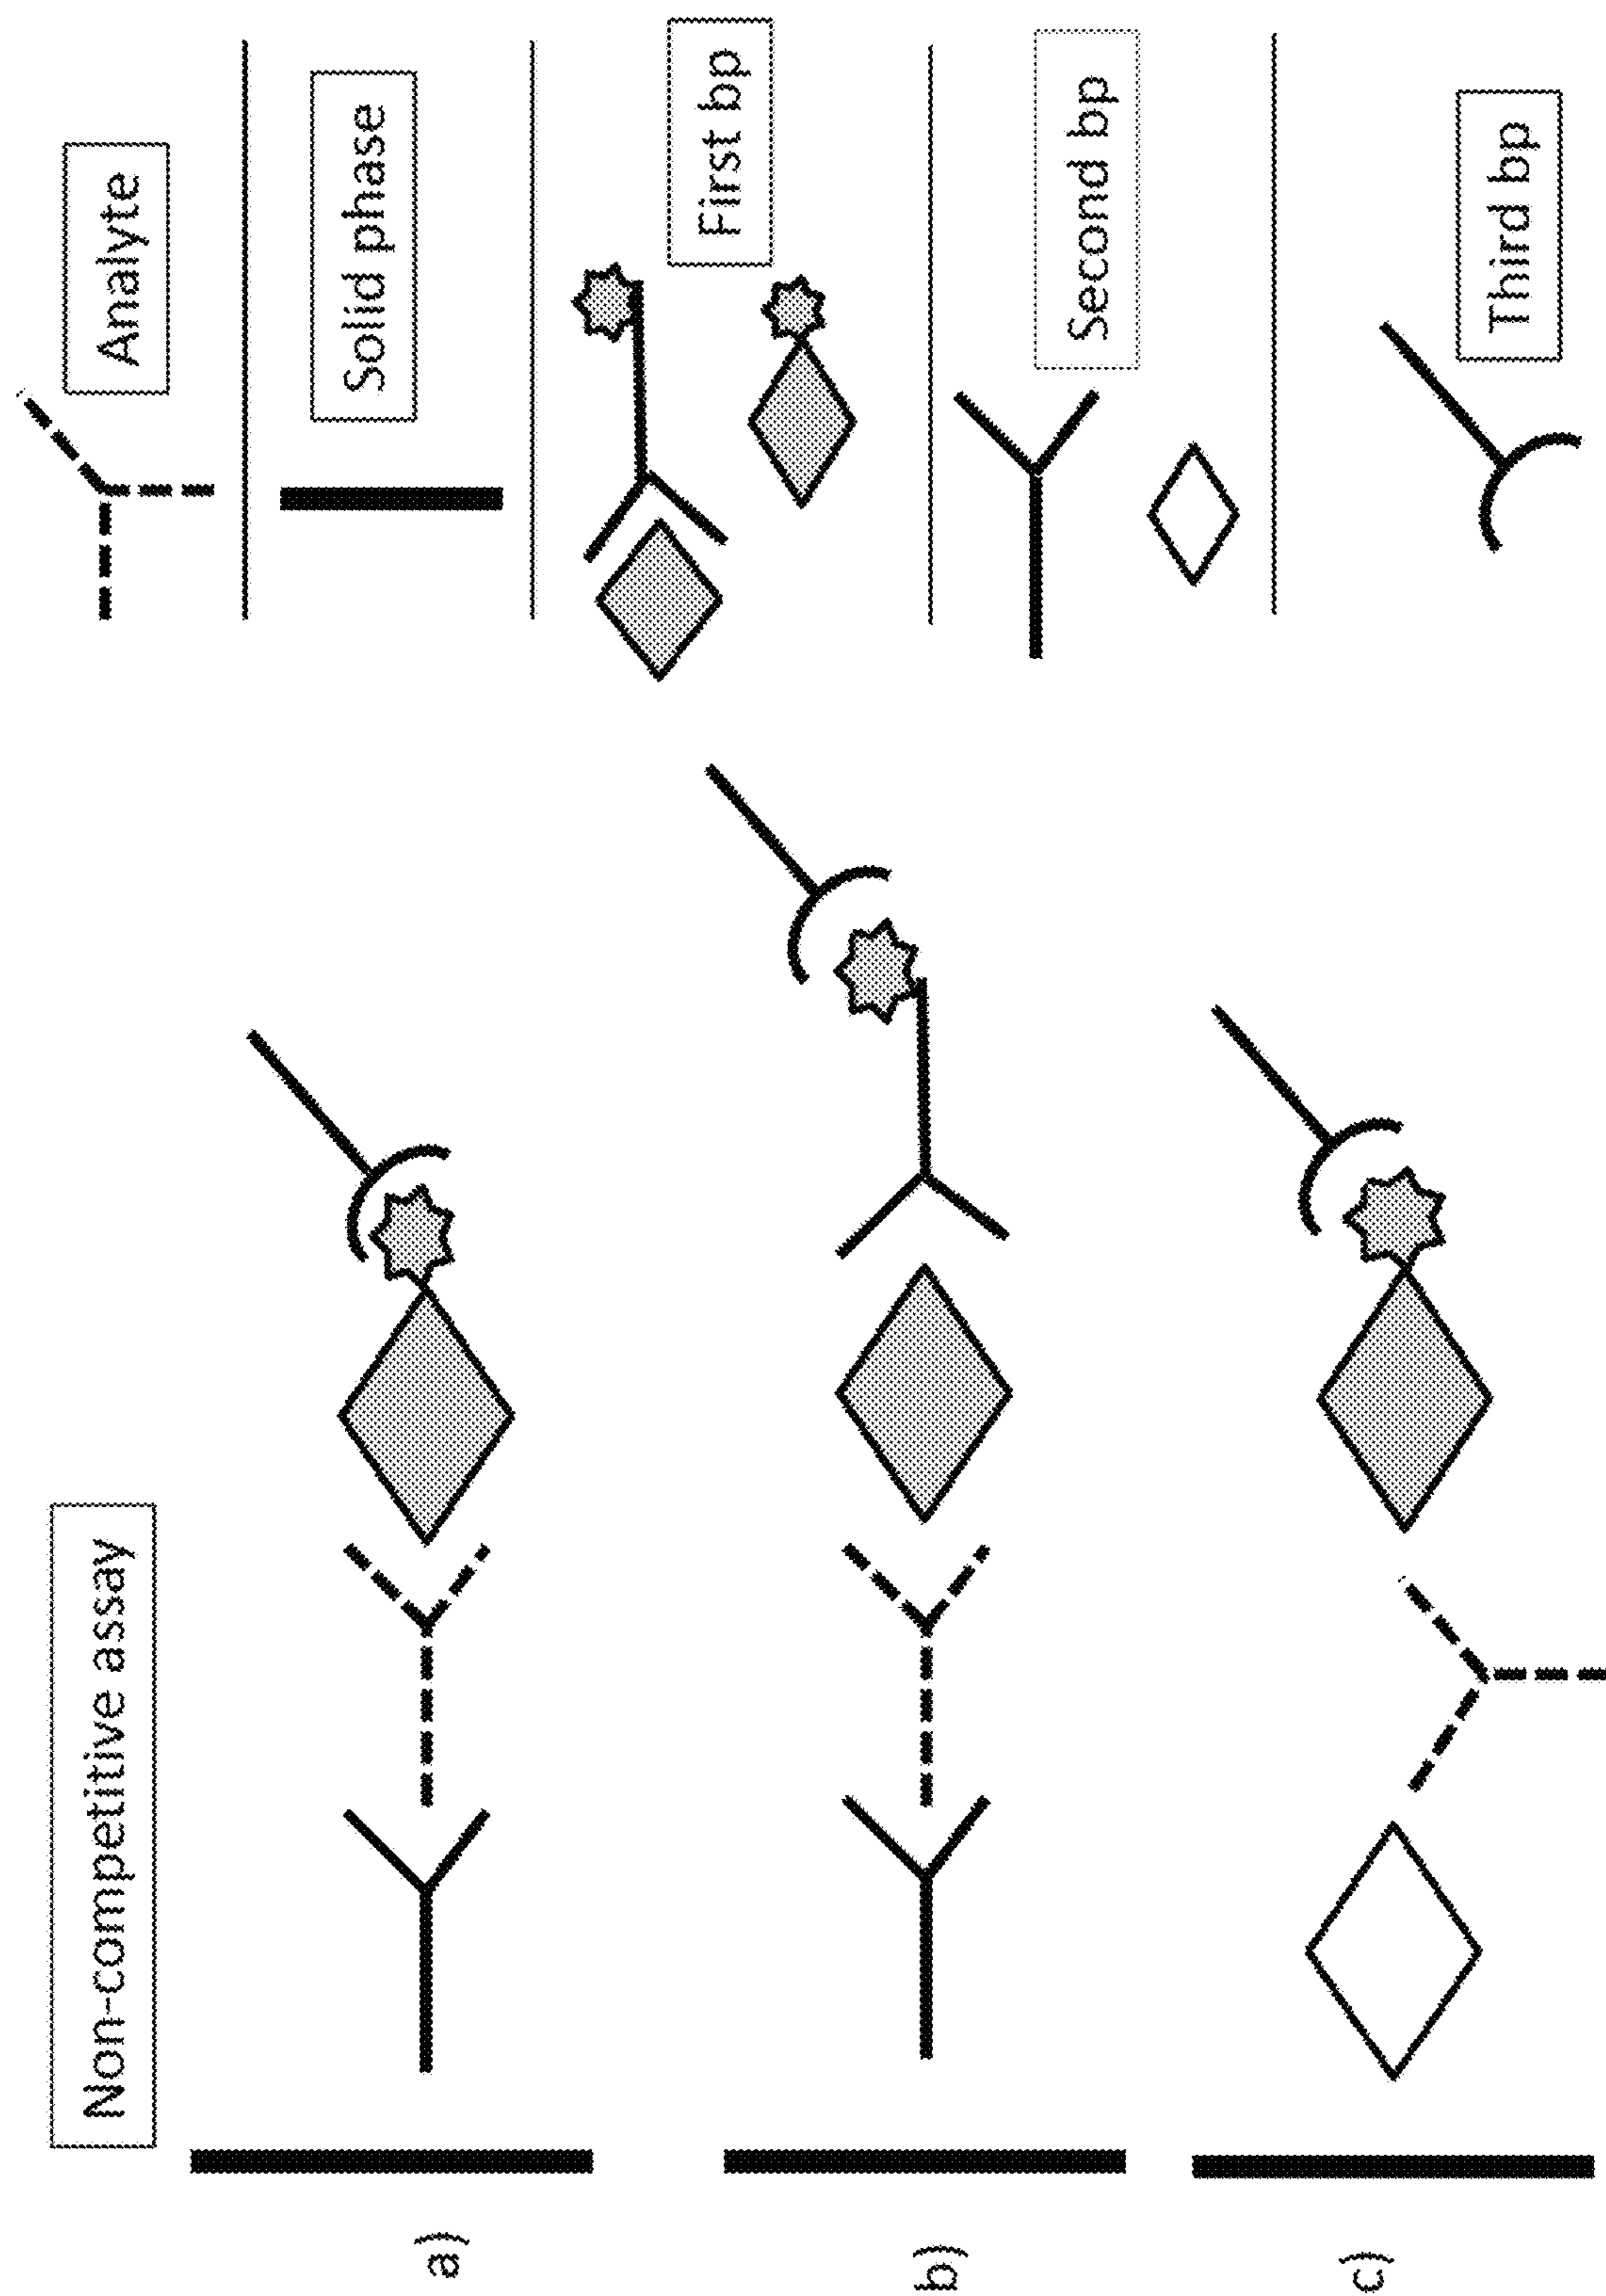 Non-competitive assay
a)
b)
c)
Analyte
Solid phase
First bp
Second bp
Third bp